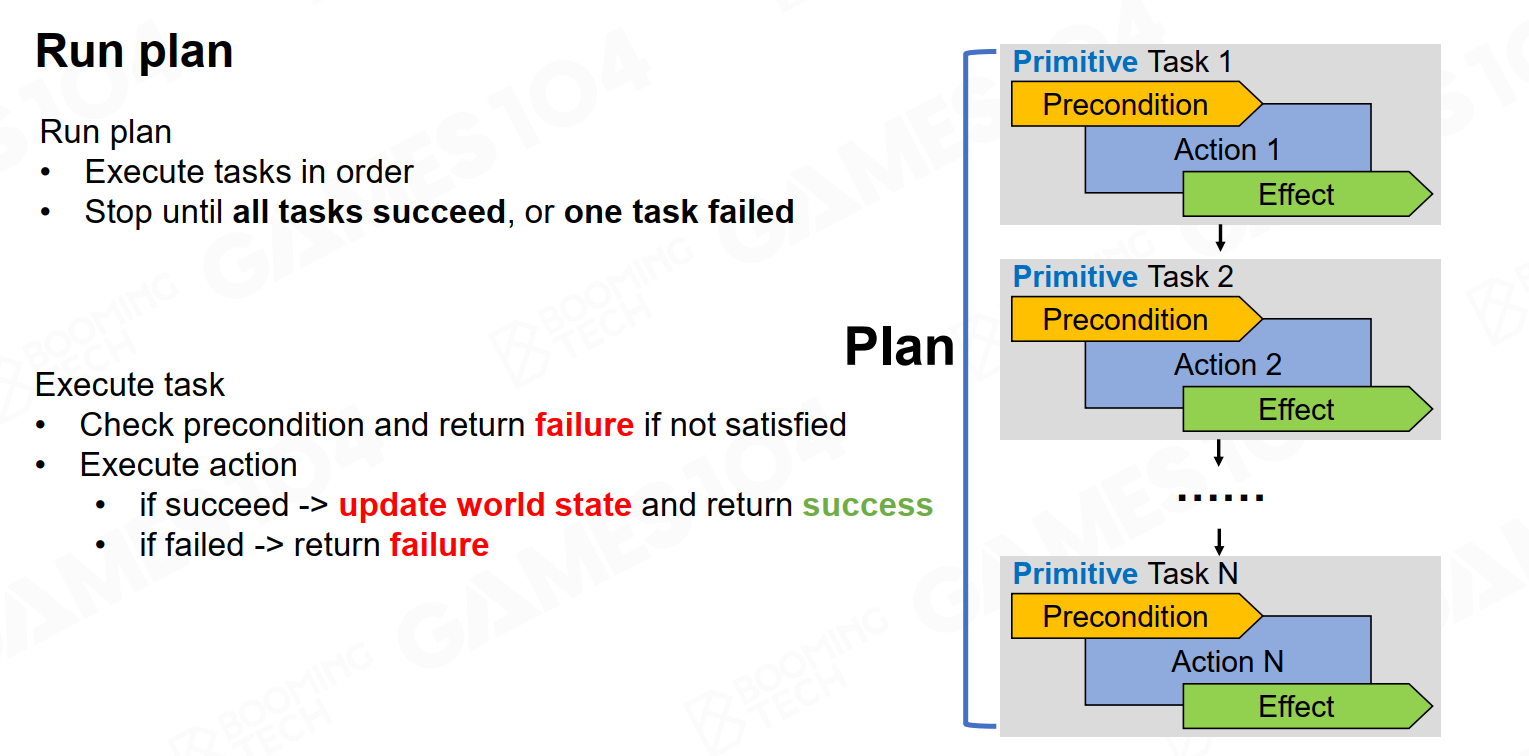 Run plan
Run plan
• Execute tasks in order
• Stop until all tasks succeed, or one task failed
Execute task
• Check precondition and return failure if not satisfied
• Execute action
• if succeed -> update world state and return success
• if failed -> return failure
Plan
Primitive Task 1
Precondition
Action 1
Effect
Primitive Task 2
Precondition
Action 2
Effect
......
Primitive Task N
Precondition
Action N
Effect
GAMES104
BOOMING
TECH